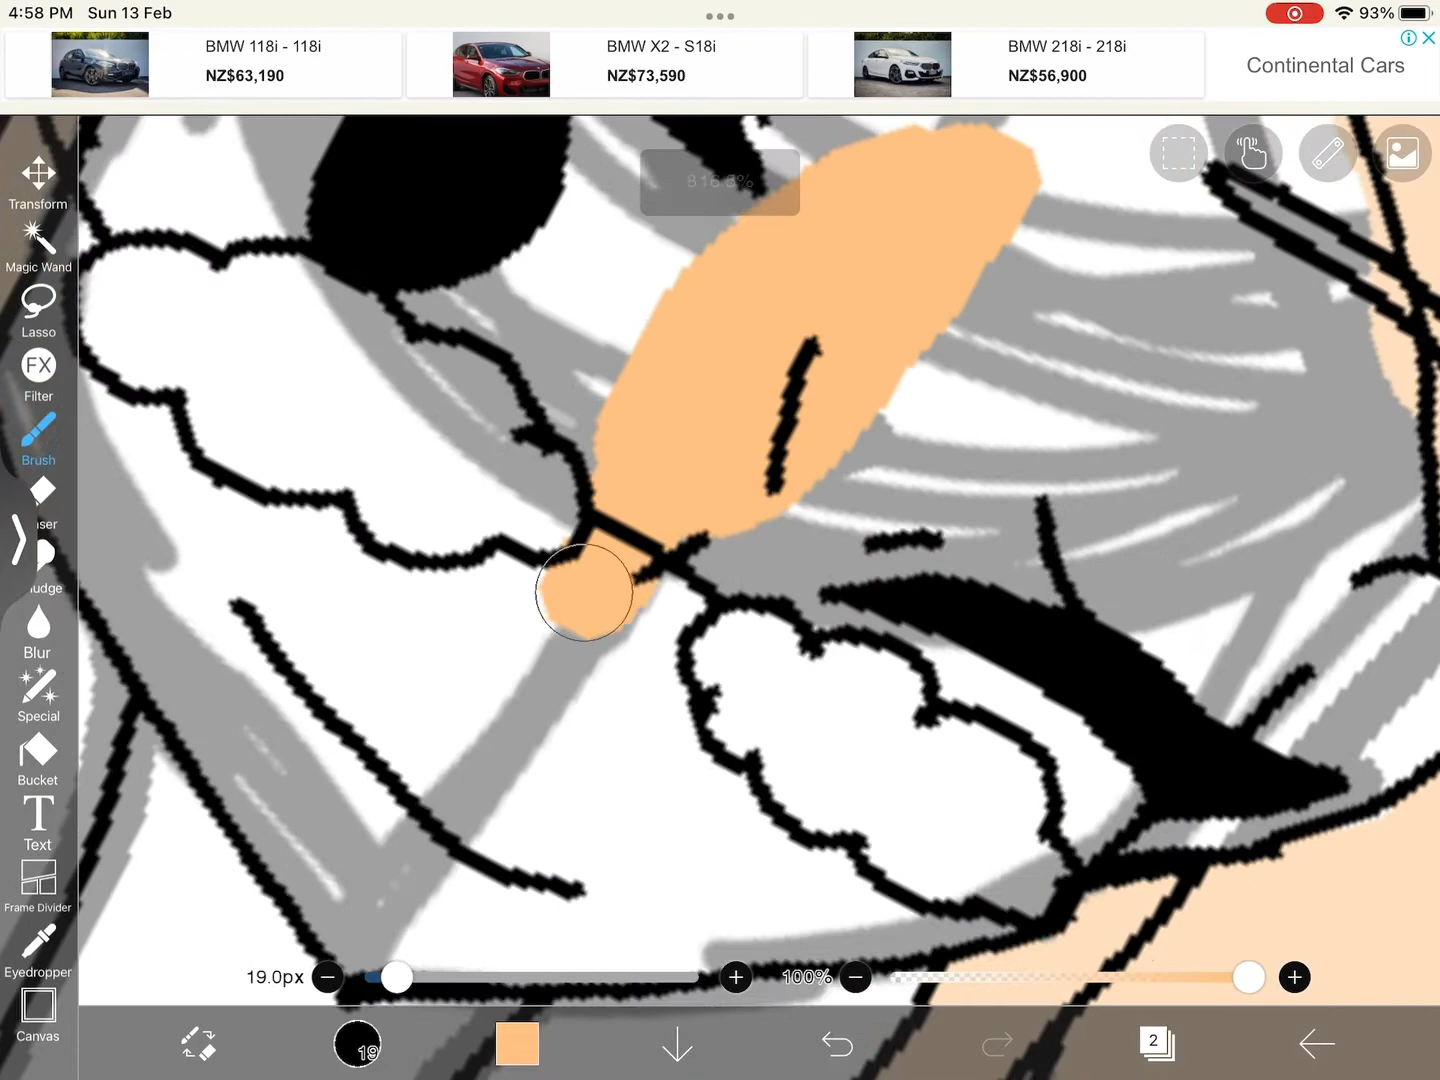 4:58 PM Sun 13 Feb
93%
BMW 118i - 118i
NZ$63,190
BMW X2 - S18i
NZ$73,590
BMW 218i - 218i
NZ$56,900
Continental Cars
Transform
Magic Wand
Lasso
FX
Filter
Brush
ser
udge
Blur
Special
Bucket
T
Text
Frame Divider
Eyedropper
Canvas
19.0px
100%
19
2